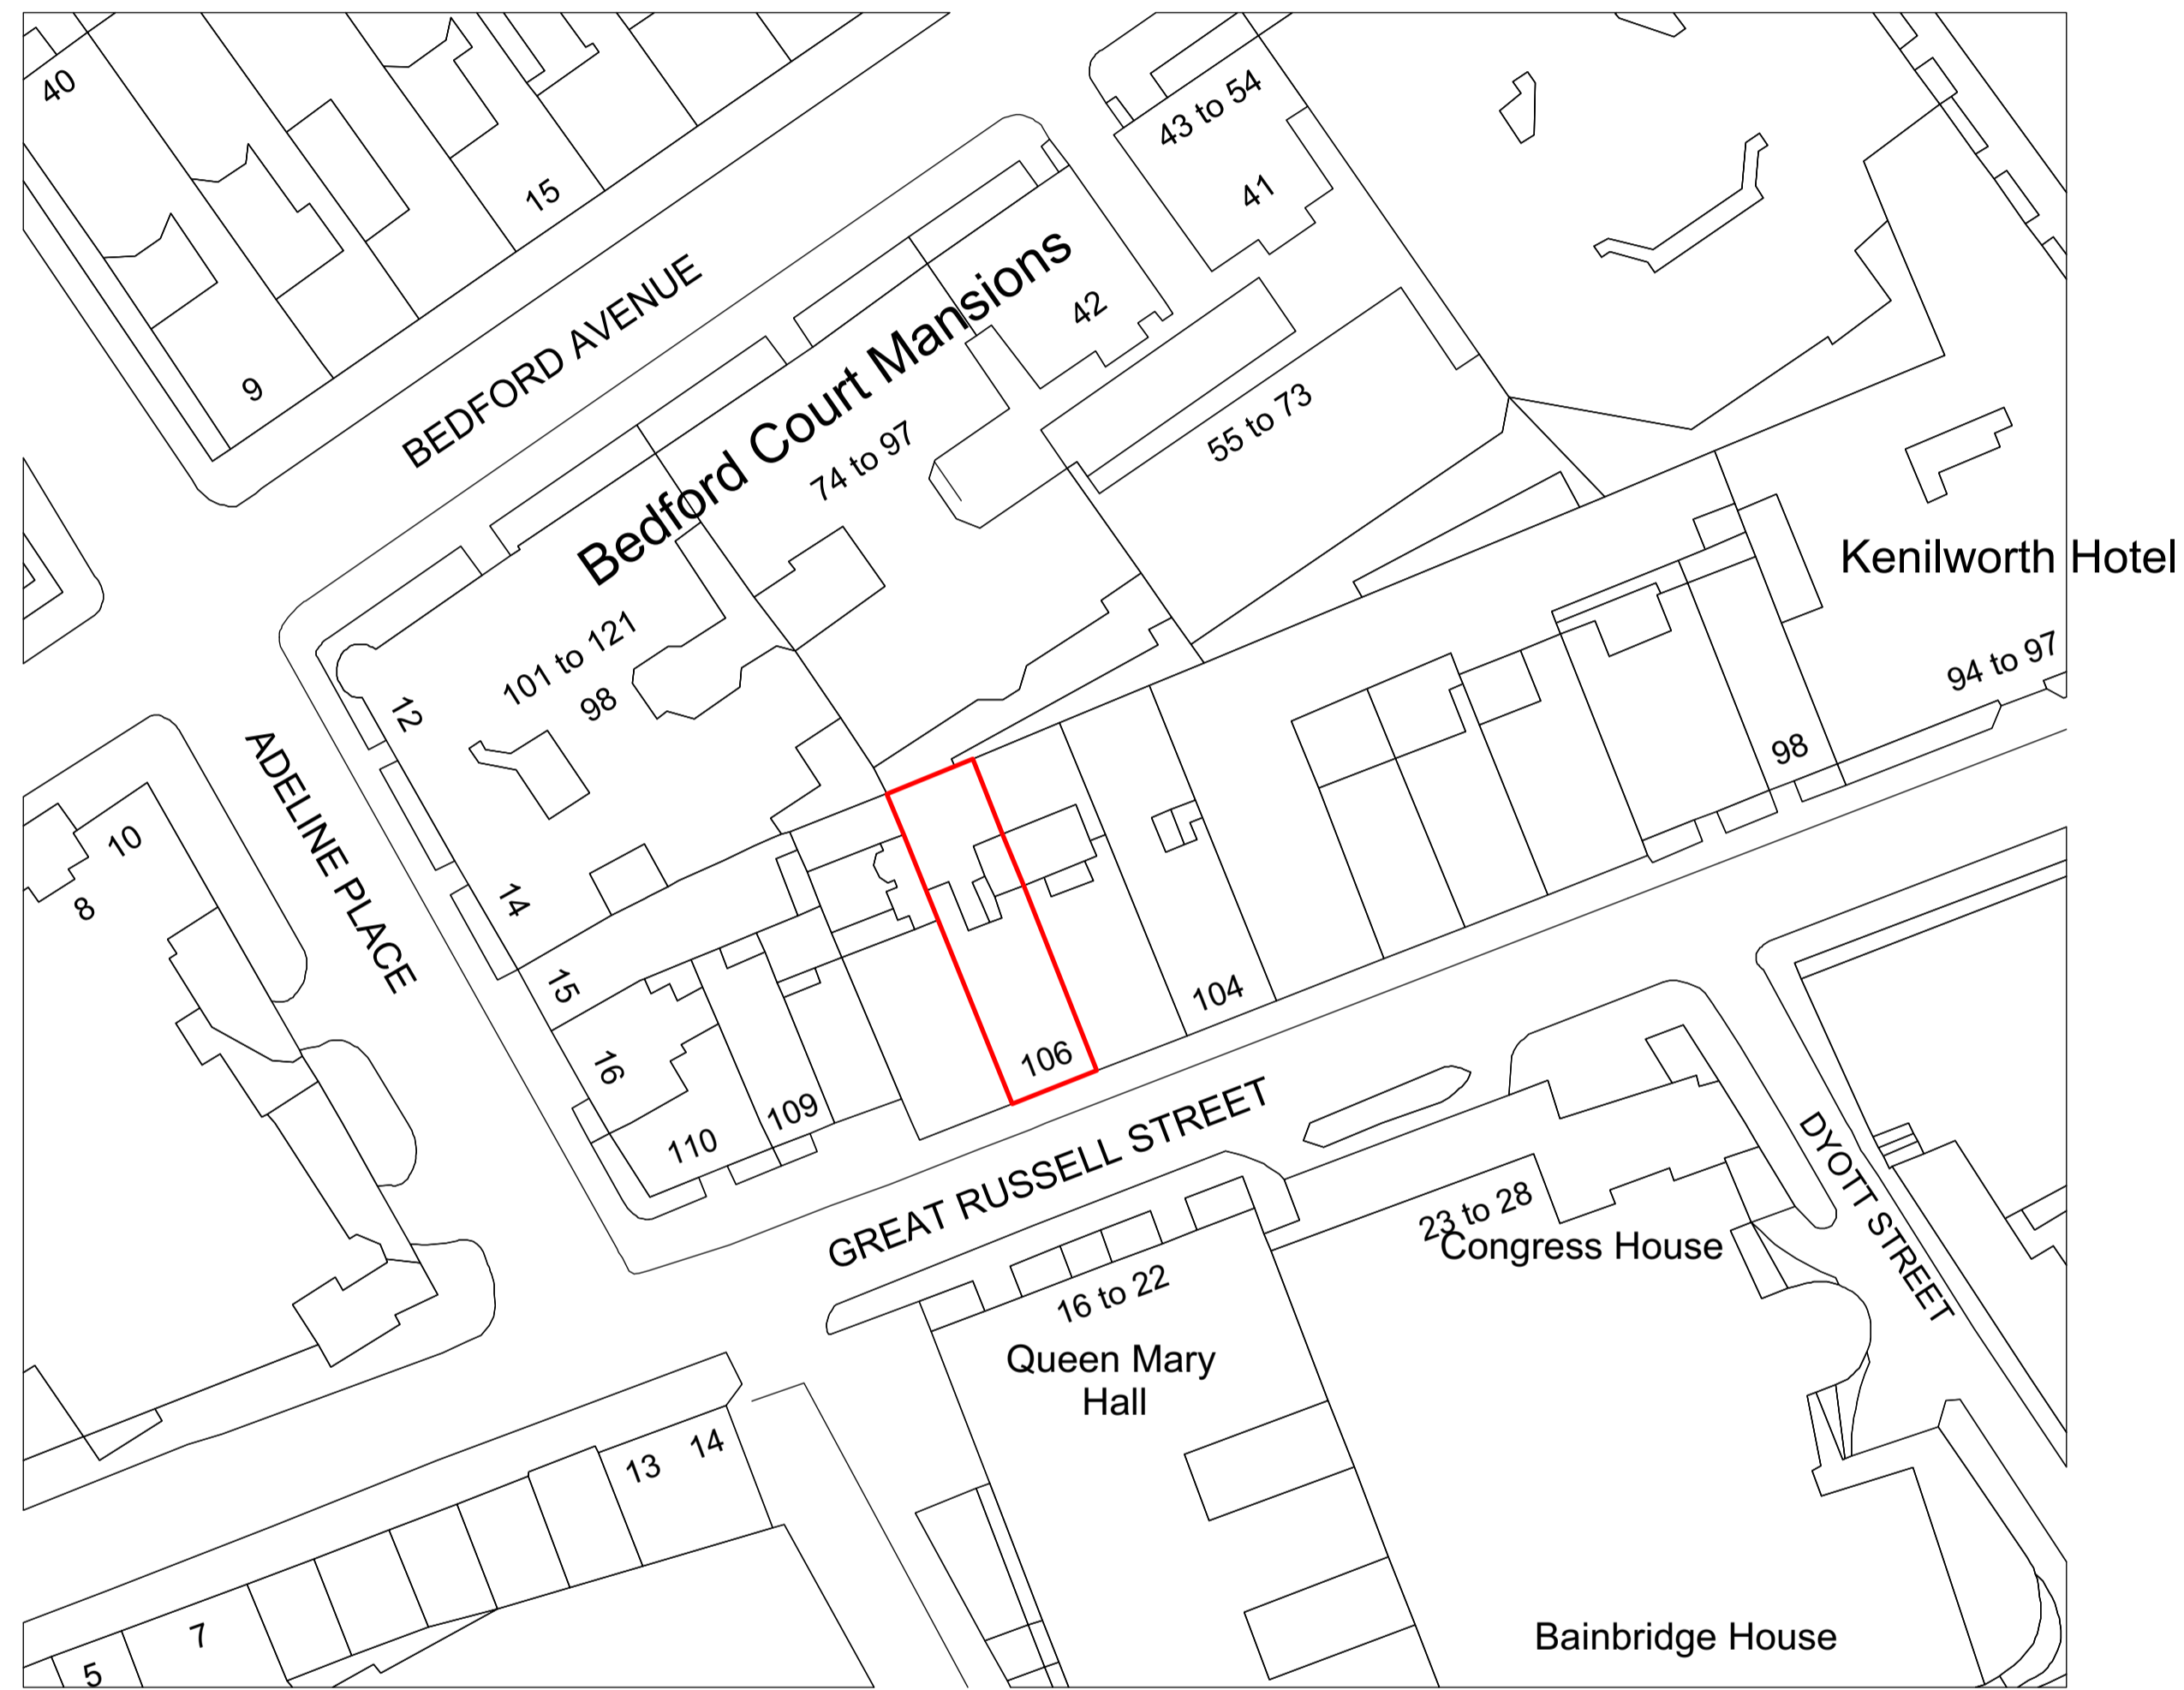 40
43 to 54
41
15
BEDFORD AVENUE
Bedford Court Mansions
42
9
55 to 73
74 to 97
Kenilworth Hotel
94 to 97
101 to 121
98
12
98
ADELINE PLACE
10
8
14
15
104
16
106
109
110
GREAT RUSSELL STREET
DYOTT STREET
23 to 28
Congress House
16 to 22
Queen Mary
Hall
13
14
7
5
Bainbridge House